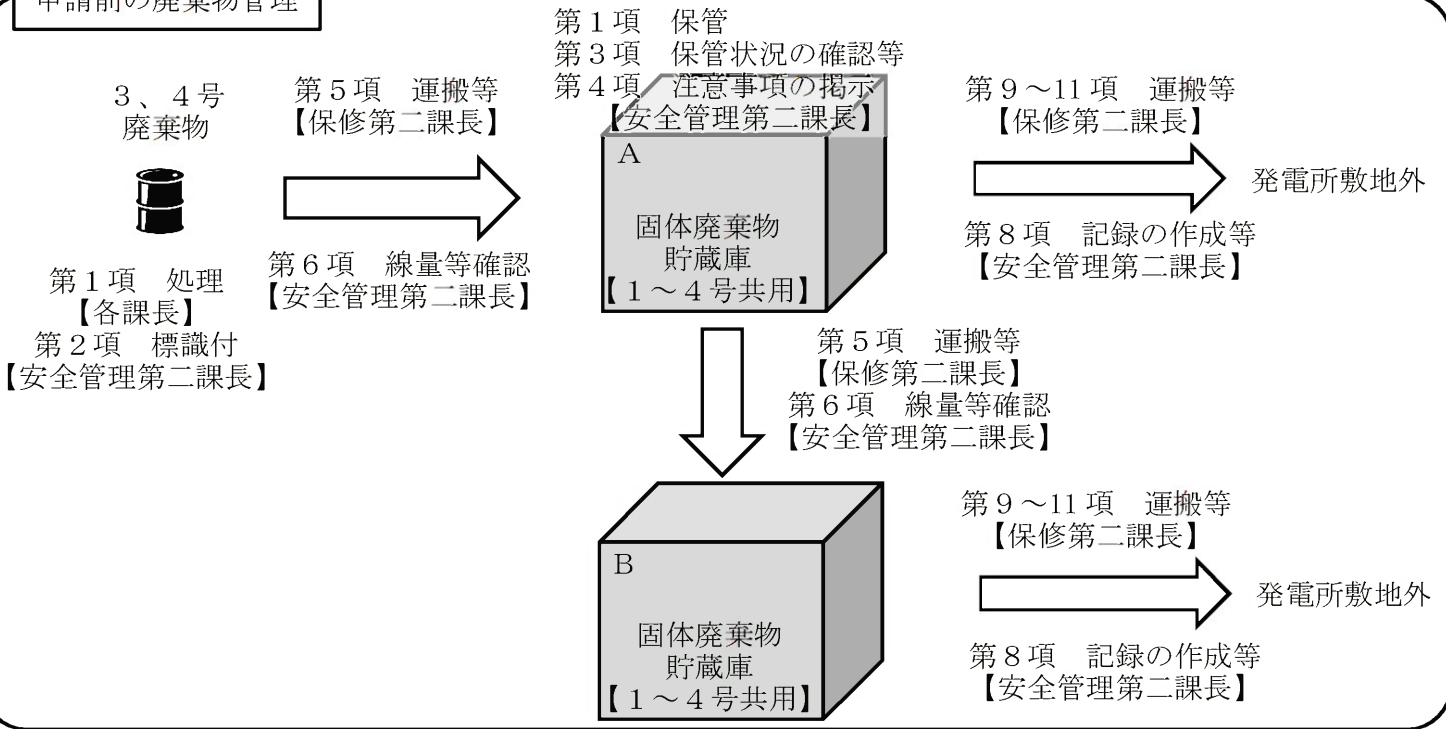 申請前の廃棄物管理
３、４号
廃棄物
第１項　処理
【各課長】
第２項　標識付
【安全管理第二課長】
第５項　運搬等
【保修第二課長】
第６項　線量等確認
【安全管理第二課長】
第１項　保管
第３項　保管状況の確認等
第４項　注意事項の掲示
【安全管理第二課長】
A
固体廃棄物
貯蔵庫
【１～４号共用】
第９～11項　運搬等
【保修第二課長】
発電所敷地外
第８項　記録の作成等
【安全管理第二課長】
第５項　運搬等
【保修第二課長】
第６項　線量等確認
【安全管理第二課長】
B
固体廃棄物
貯蔵庫
【１～４号共用】
第９～11項　運搬等
【保修第二課長】
発電所敷地外
第８項　記録の作成等
【安全管理第二課長】